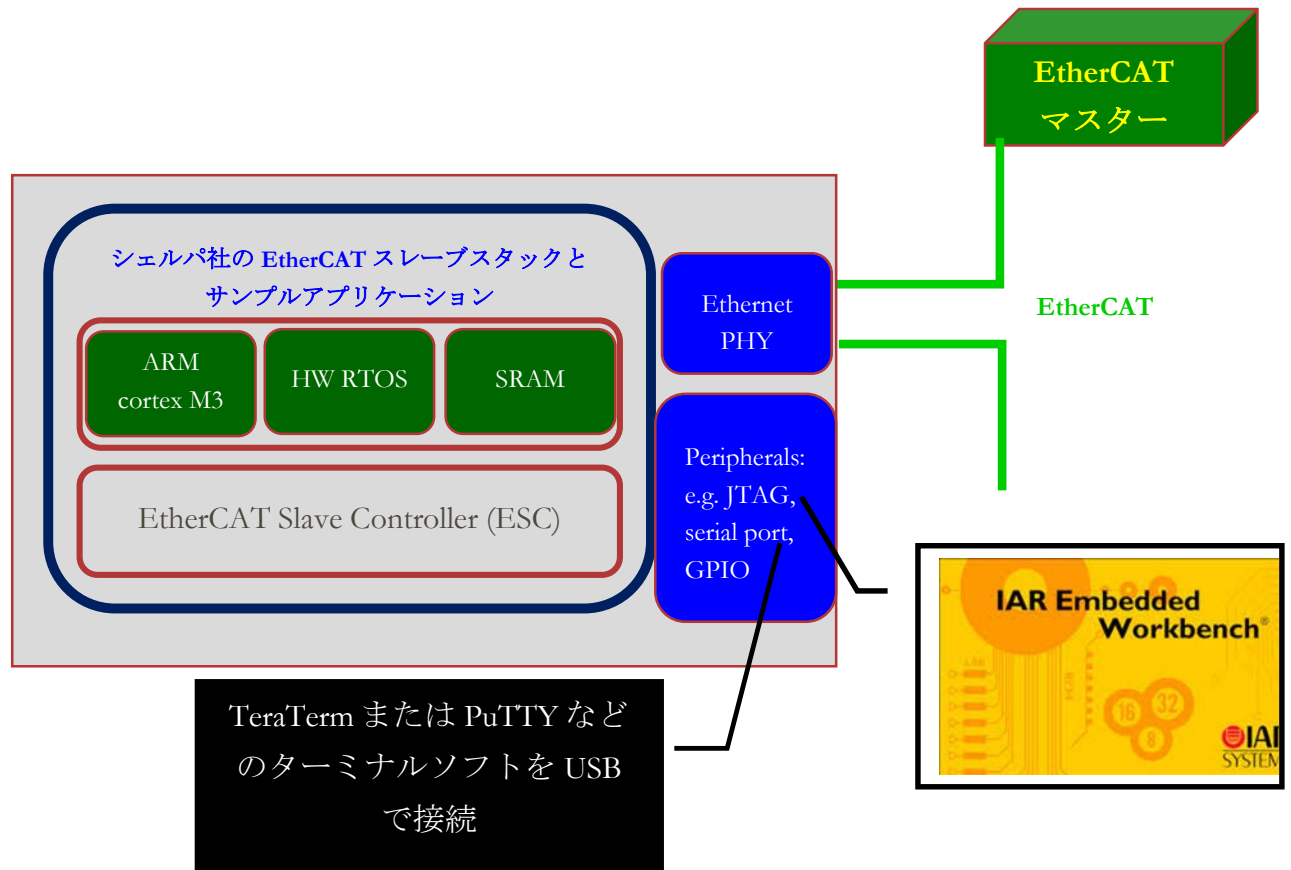 EtherCAT
マスター
シェルパ社の EtherCAT スレーブスタックと
サンプルアプリケーション
Ethernet
PHY
EtherCAT
ARM
cortex M3
HW RTOS
SRAM
Peripherals:
e.g. JTAG,
serial port,
GPIO
EtherCAT Slave Controller (ESC)
IAR Embedded
Workbench®
16
32
8
IAR
SYSTEM
TeraTerm または PuTTY など
のターミナルソフトを USB
で接続